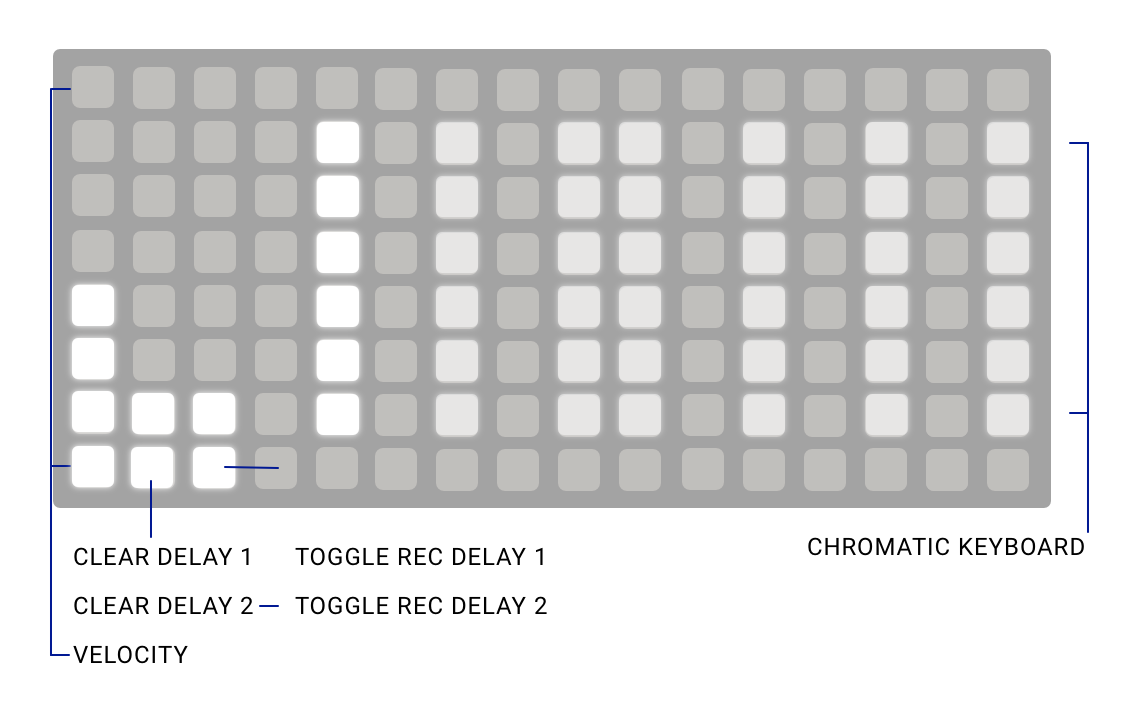 CLEAR DELAY 1 TOGGLE REC DELAY 1
CHROMATIC KEYBOARD
CLEAR DELAY 2 TOGGLE REC DELAY 2
VELOCITY